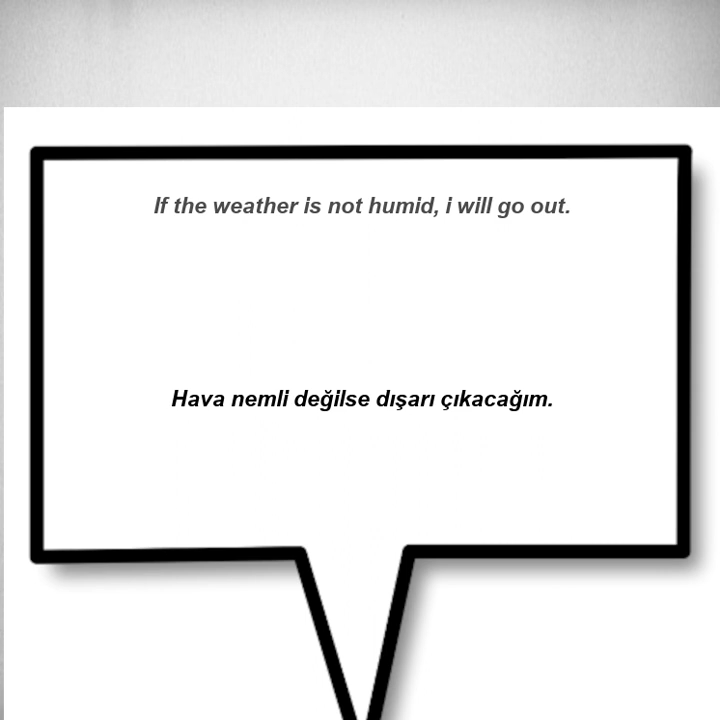 If the weather is not humid, i will go out.
Hava nemli değilse dışarı çıkacağım.